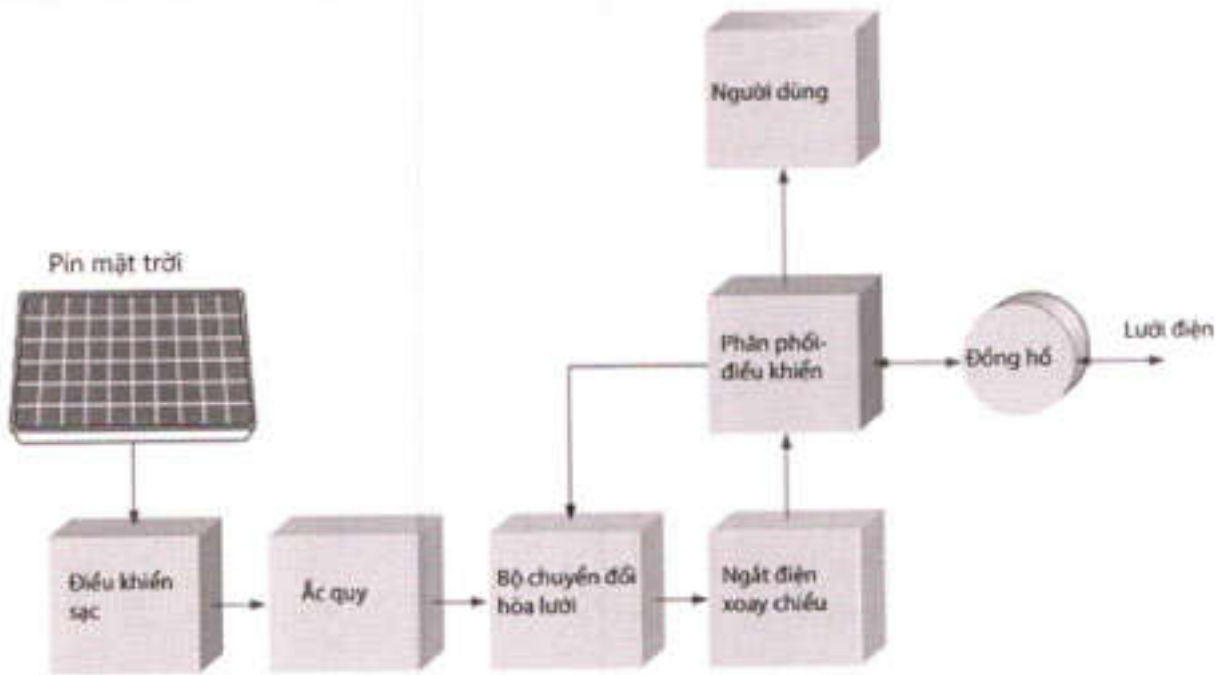 Người dùng
Pin mặt trời
Phân phối-
điều khiển
Đồng hồ
Lưới điện
Điều khiển
sạc
Ắc quy
Bộ chuyển đổi
hòa lưới
Ngắt điện
xoay chiều